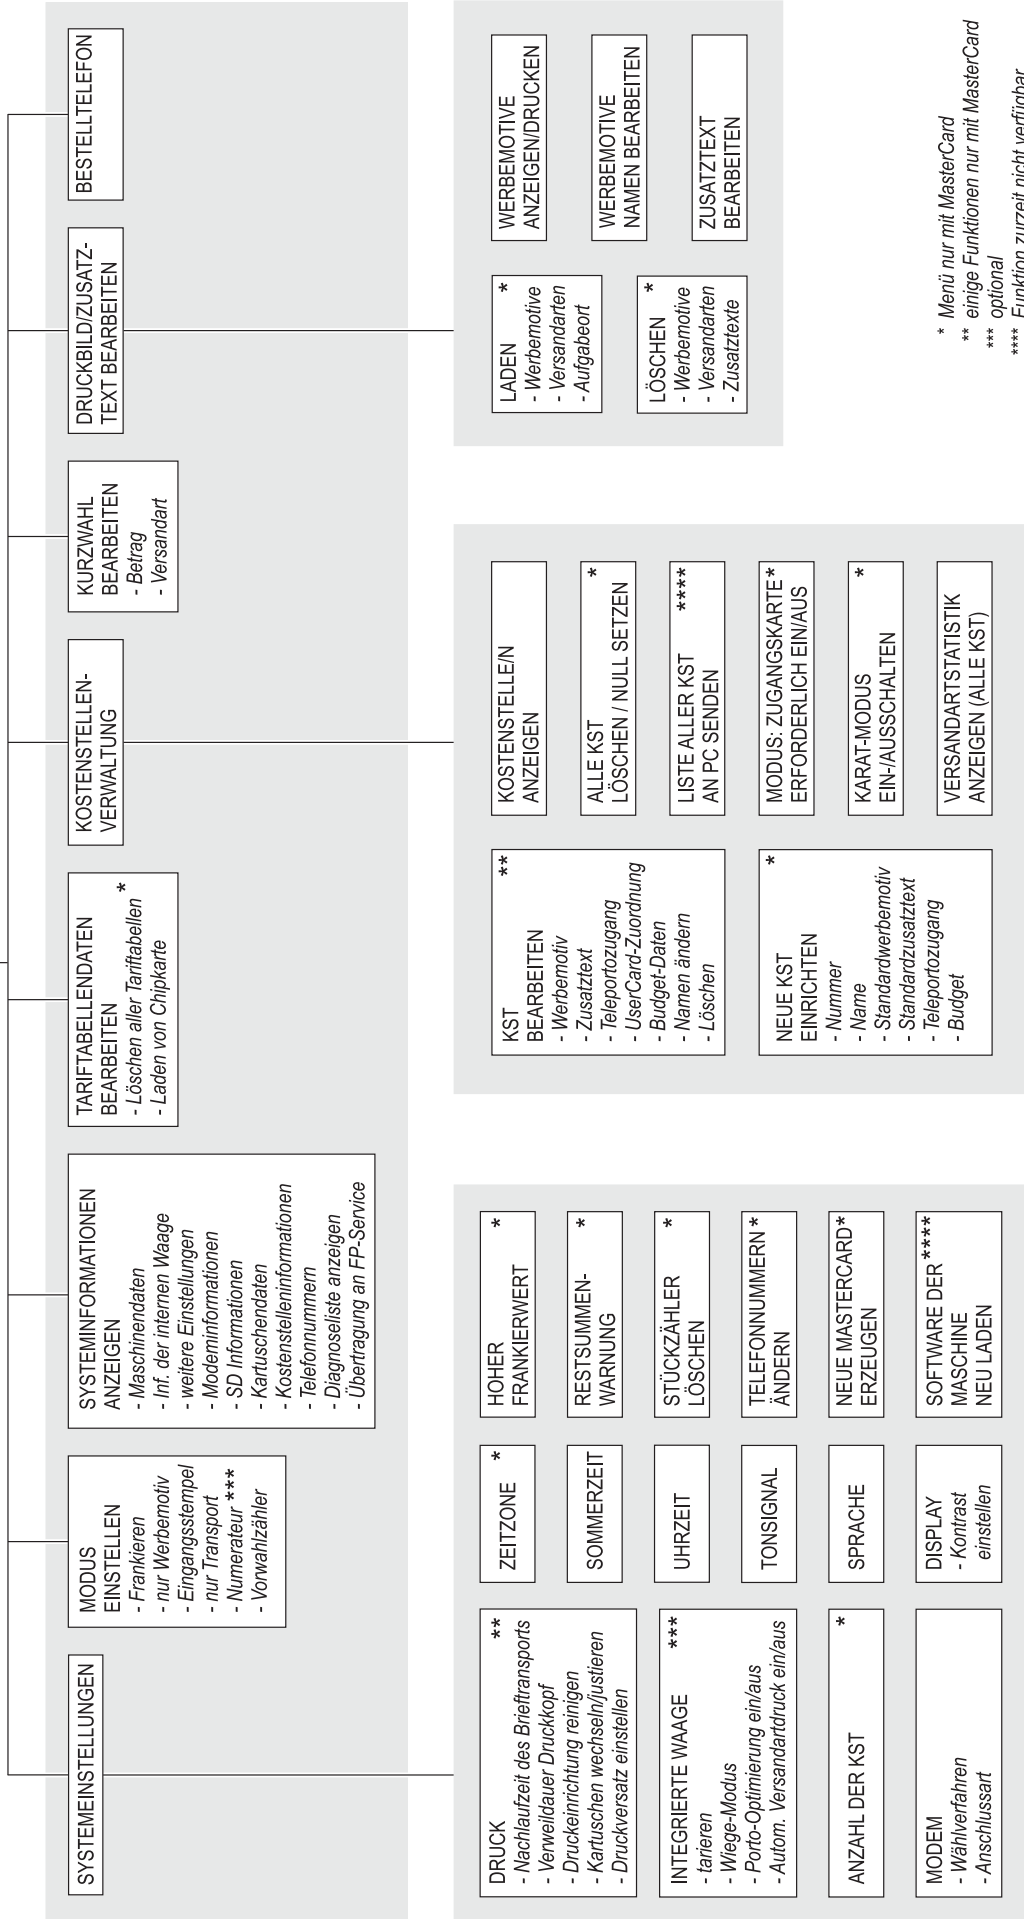 SYSTEMEINSTELLUNGEN
MODUS
EINSTELLEN
- Frankieren
- nur Werbemotiv
- Eingangsstempel
- nur Transport
- Numerateur ***
- Vorwahlzähler
SYSTEMINFORMATIONEN
ANZEIGEN
- Maschinendaten
- Inf. der internen Waage
- weitere Einstellungen
- Modeminformationen
- SD Informationen
- Kartuschendaten
- Kostenstelleninformationen
- Telefonnummern
- Diagnoseliste anzeigen
- Übertragung an FP-Service
TARIFTABELLENDATEN
BEARBEITEN
- Löschen aller Tariftabellen *
- Laden von Chipkarte
KOSTENSTELLEN-
VERWALTUNG
KURZWAHL
BEARBEITEN
- Betrag
- Versandart
DRUCKBILD/ZUSATZ-
TEXT BEARBEITEN
BESTELLTELEFON
DRUCK **
- Nachlaufzeit des Brieftransports
- Verweildauer Druckkopf
- Druckeinrichtung reinigen
- Kartuschen wechseln/justieren
- Druckversatz einstellen
INTEGRIERTE WAAGE ***
- tarieren
- Wiege-Modus
- Porto-Optimierung ein/aus
- Autom. Versandartdruck ein/aus
ANZAHL DER KST *
MODEM
- Wählverfahren
- Anschlussart
ZEITZONE *
SOMMERZEIT
UHRZEIT
TONSIGNAL
SPRACHE
DISPLAY
- Kontrast
einstellen
HOHER *
FRANKIERWERT
RESTSUMMEN- *
WARNUNG
STÜCKZÄHLER *
LÖSCHEN
TELEFONNUMMERN *
ÄNDERN
NEUE MASTERCARD *
ERZEUGEN
SOFTWARE DER ****
MASCHINE
NEU LADEN
KST **
BEARBEITEN
- Werbemotiv
- Zusatztext
- Teleportozugang
- UserCard-Zuordnung
- Budget-Daten
- Namen ändern
- Löschen
NEUE KST *
EINRICHTEN
- Nummer
- Name
- Standardwerbemotiv
- Standardzusatztext
- Teleportozugang
- Budget
KOSTENSTELLE/N
ANZEIGEN
ALLE KST *
LÖSCHEN / NULL SETZEN
LISTE ALLER KST ****
AN PC SENDEN
MODUS: ZUGANGSKARTE *
ERFORDERLICH EIN/AUS
KARAT-MODUS *
EIN-/AUSSCHALTEN
VERSANDARTSTATISTIK
ANZEIGEN (ALLE KST)
LADEN *
- Werbemotive
- Versandarten
- Aufgabeort
LÖSCHEN *
- Werbemotive
- Versandarten
- Zusatztexte
WERBEMOTIVE
ANZEIGEN/DRUCKEN
WERBEMOTIVE
NAMEN BEARBEITEN
ZUSATZTEXT
BEARBEITEN
* Menü nur mit MasterCard
** einige Funktionen nur mit MasterCard
*** optional
**** Funktion zurzeit nicht verfügbar